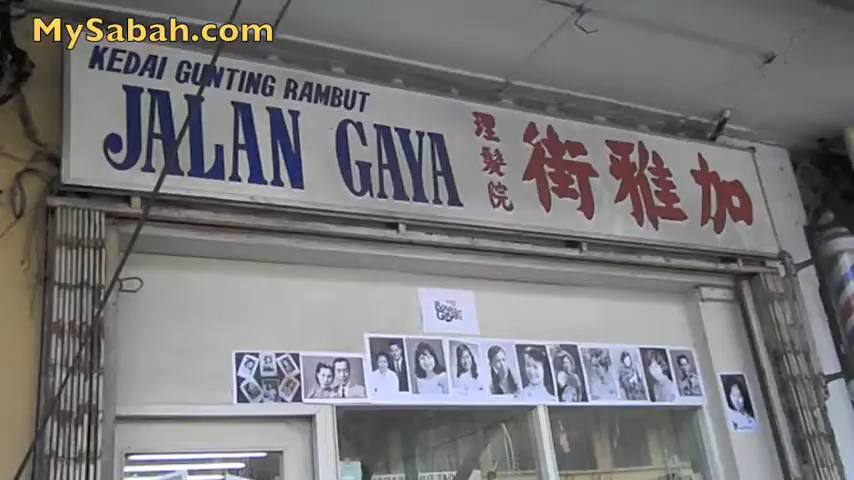 MySabah.com
KEDAI GUNTING RAMBUT
JALAN GAYA
理髮院
加雅街